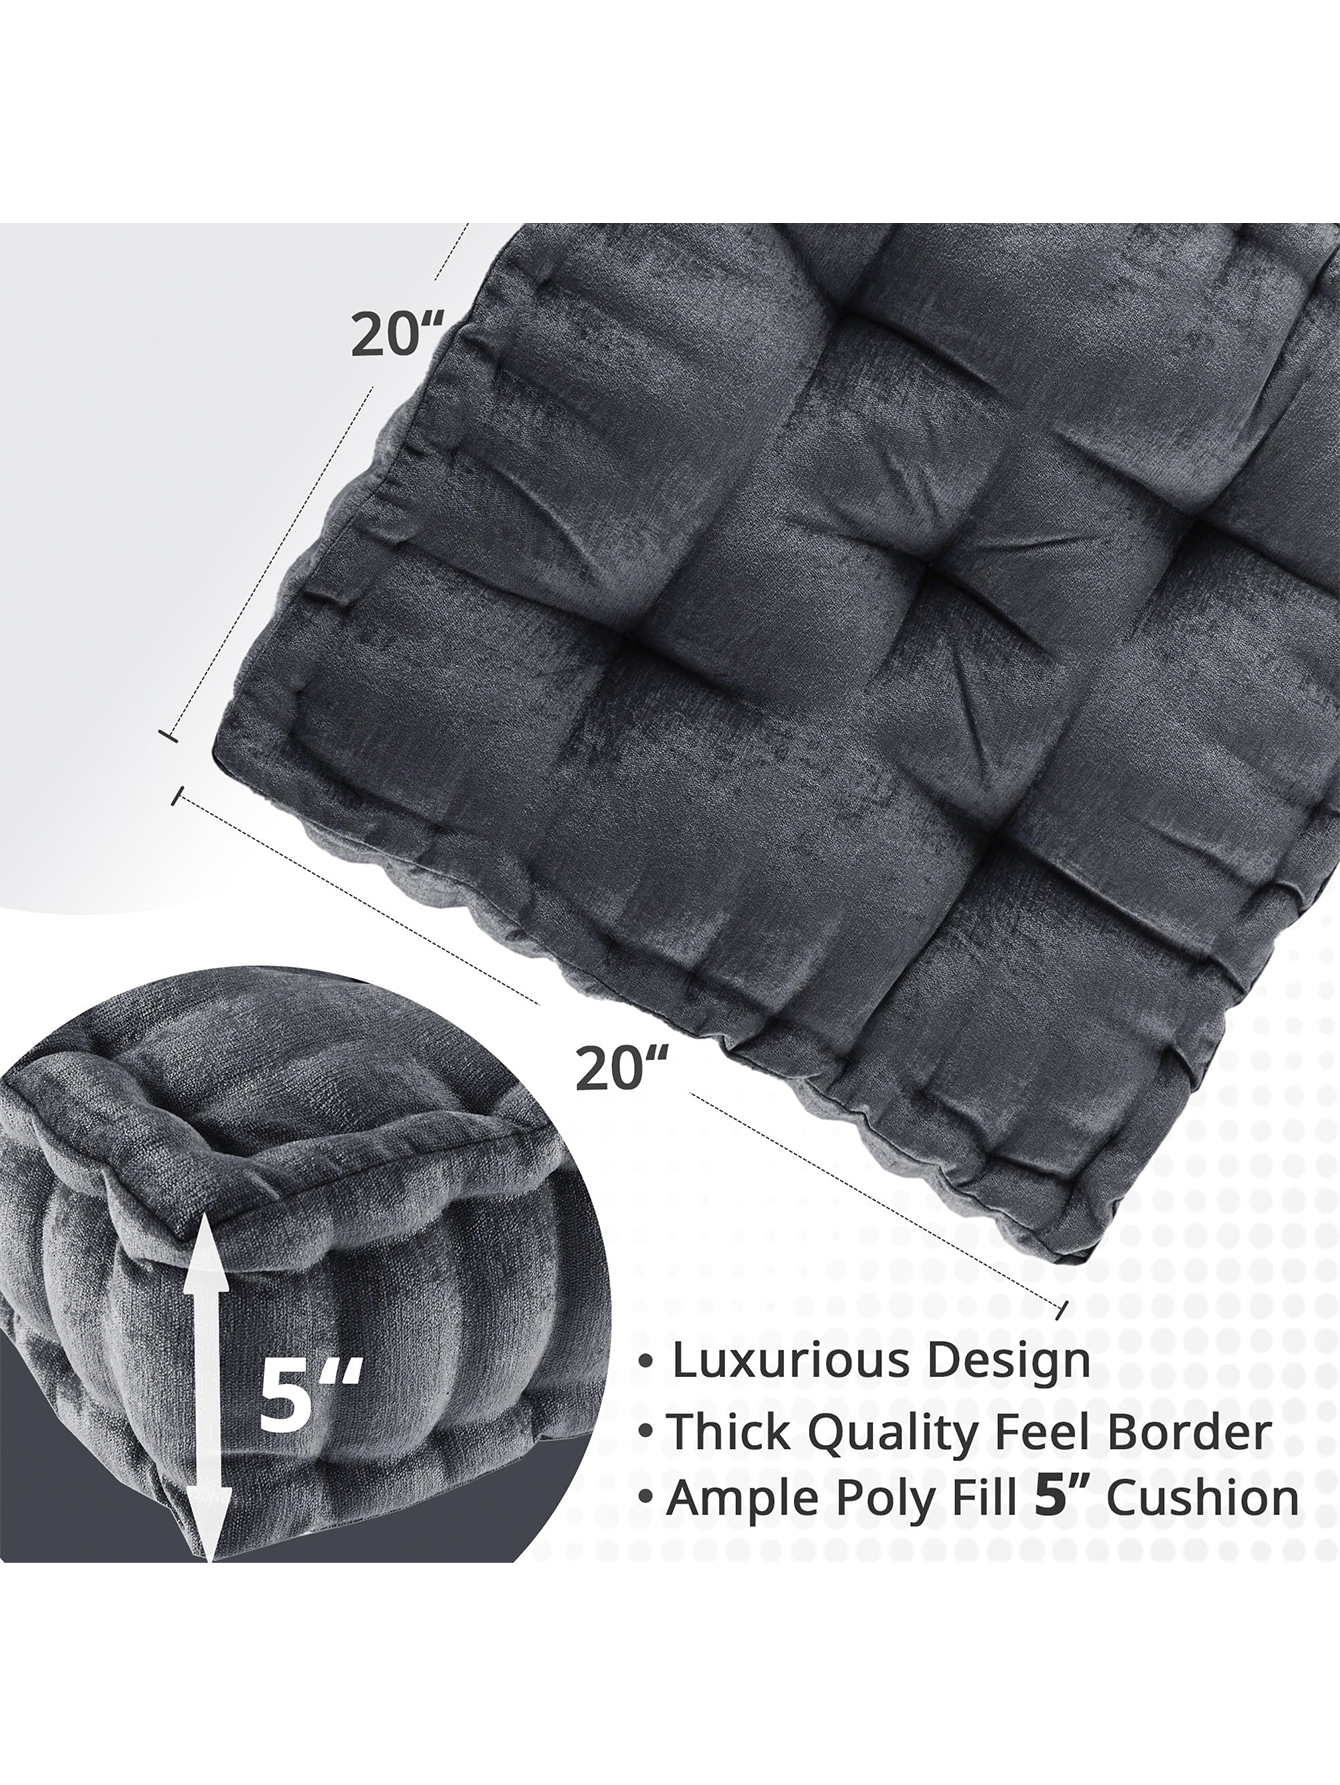 20“
20“
5“
• Luxurious Design
• Thick Quality Feel Border
• Ample Poly Fill 5” Cushion